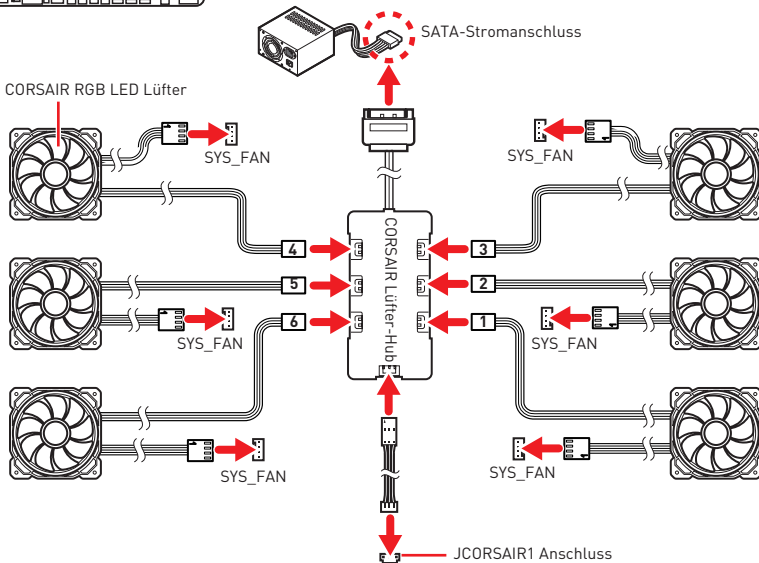 SATA-Stromanschluss
CORSAIR RGB LED Lüfter
SYS_FAN
SYS_FAN
4
3
CORSAIR Lüfter-Hub
5
2
6
1
SYS_FAN
SYS_FAN
SYS_FAN
SYS_FAN
JCORSAIR1 Anschluss